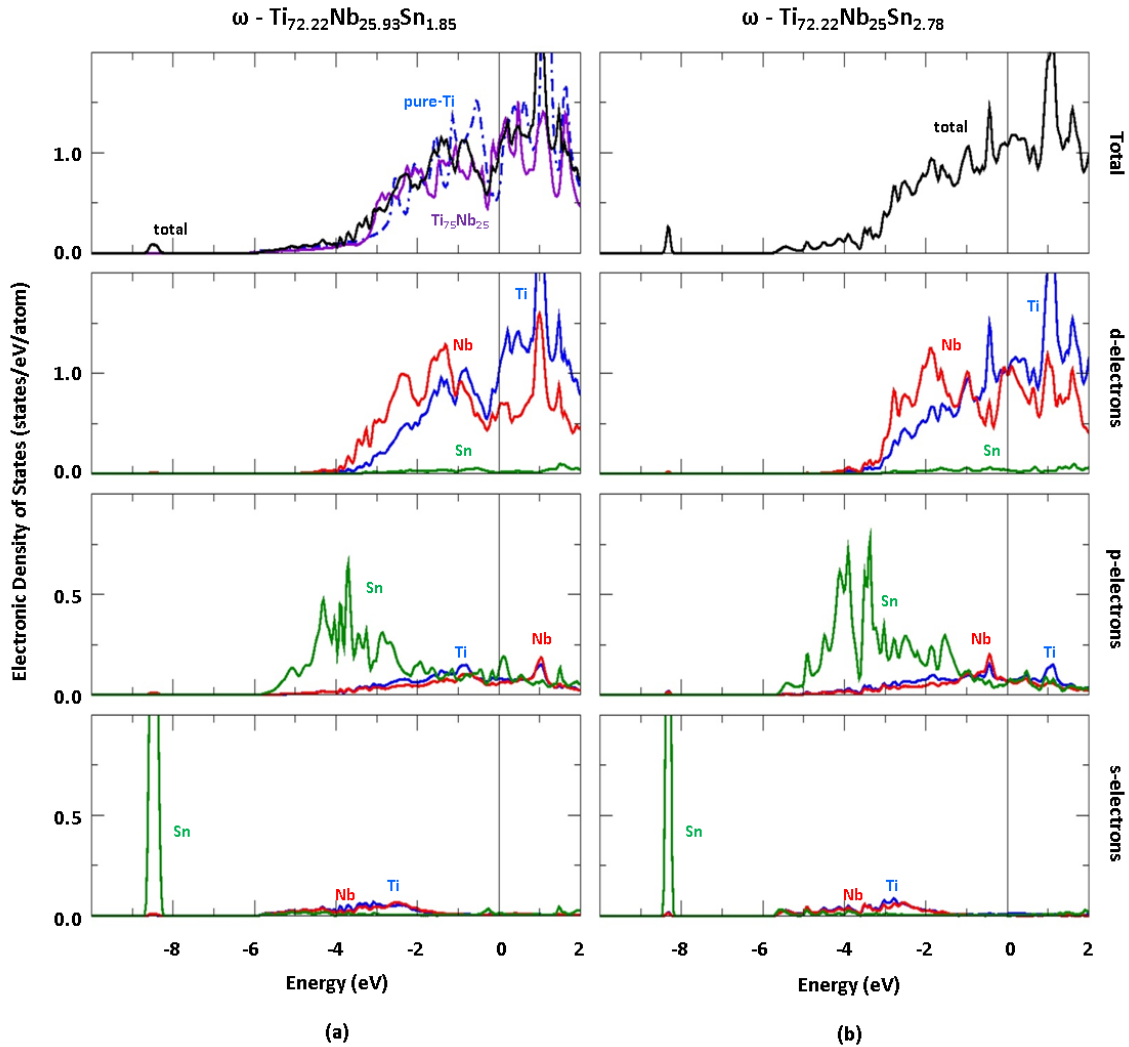 ω - Ti72.22Nb25.93Sn1.85
ω - Ti72.22Nb25Sn2.78
Electronic Density of States (states/eV/atom)
pure-Ti
total
Ti75Nb25
1.0
0.0
total
Total
Ti
Nb
Sn
1.0
0.0
Ti
Nb
Sn
d-electrons
Sn
Ti
Nb
0.5
0.0
Sn
Nb
Ti
p-electrons
Sn
Nb
Ti
0.5
0.0
Sn
Nb
Ti
s-electrons
-8 -6 -4 -2 0 2
-8 -6 -4 -2 0 2
Energy (eV)
Energy (eV)
(a)
(b)